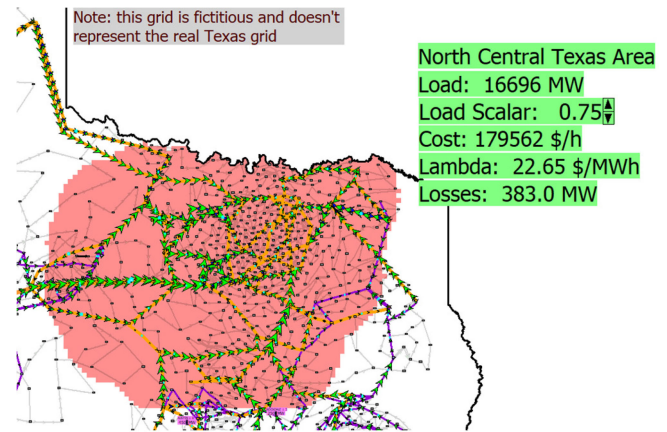 Note: this grid is fictitious and doesn't
represent the real Texas grid
North Central Texas Area
Load: 16696 MW
Load Scalar: 0.75
Cost: 179562 $/h
Lambda: 22.65 $/MWh
Losses: 383.0 MW